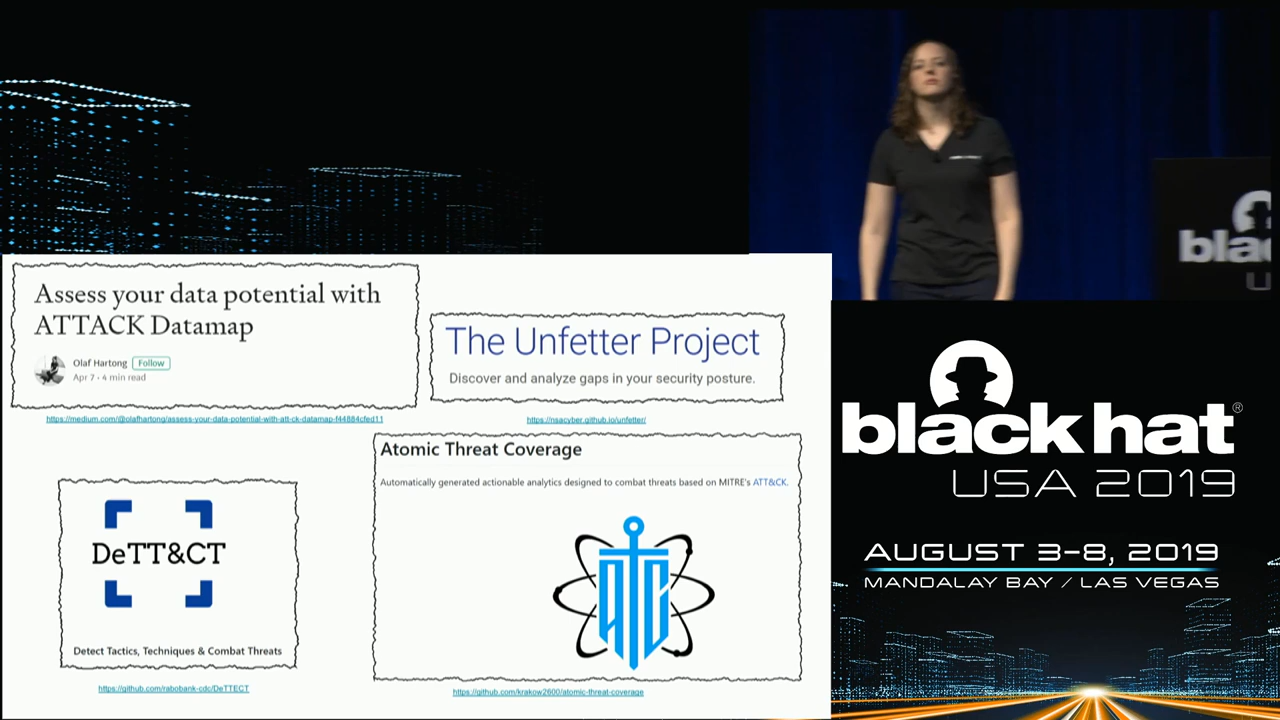 Assess your data potential with
ATTACK Datamap
Olaf Hartong Follow
Apr 7 · 4 min read
https://medium.com/@olafhartong/assess-your-data-potential-with-att-ck-datamap-f44884cfed11
The Unfetter Project
Discover and analyze gaps in your security posture.
https://nsacyber.github.io/unfetter/
DeTT&CT
Detect Tactics, Techniques & Combat Threats
https://github.com/rabobank-cdc/DeTTECT
Atomic Threat Coverage
Automatically generated actionable analytics designed to combat threats based on MITRE's ATT&CK.
ATC
https://github.com/krakow2600/atomic-threat-coverage
blac
U
black hat®
USA 2019
AUGUST 3-8, 2019
MANDALAY BAY / LAS VEGAS